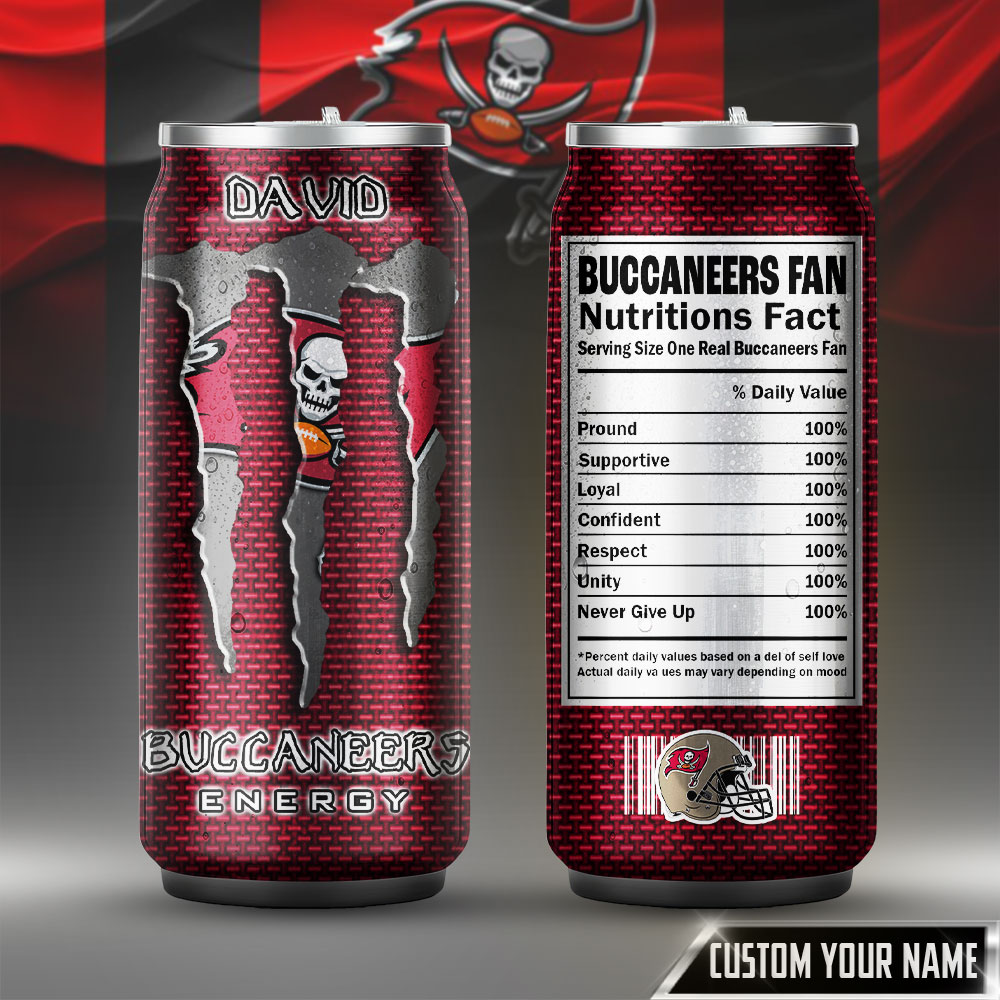 DAVID
BUCCANEERS
ENERGY
BUCCANEERS FAN
Nutritions Fact
Serving Size One Real Buccaneers Fan
% Daily Value
Pround 100%
Supportive 100%
Loyal 100%
Confident 100%
Respect 100%
Unity 100%
Never Give Up 100%
*Percent daily values based on a del of self love
Actual daily va ues may vary depending on mood
CUSTOM YOUR NAME